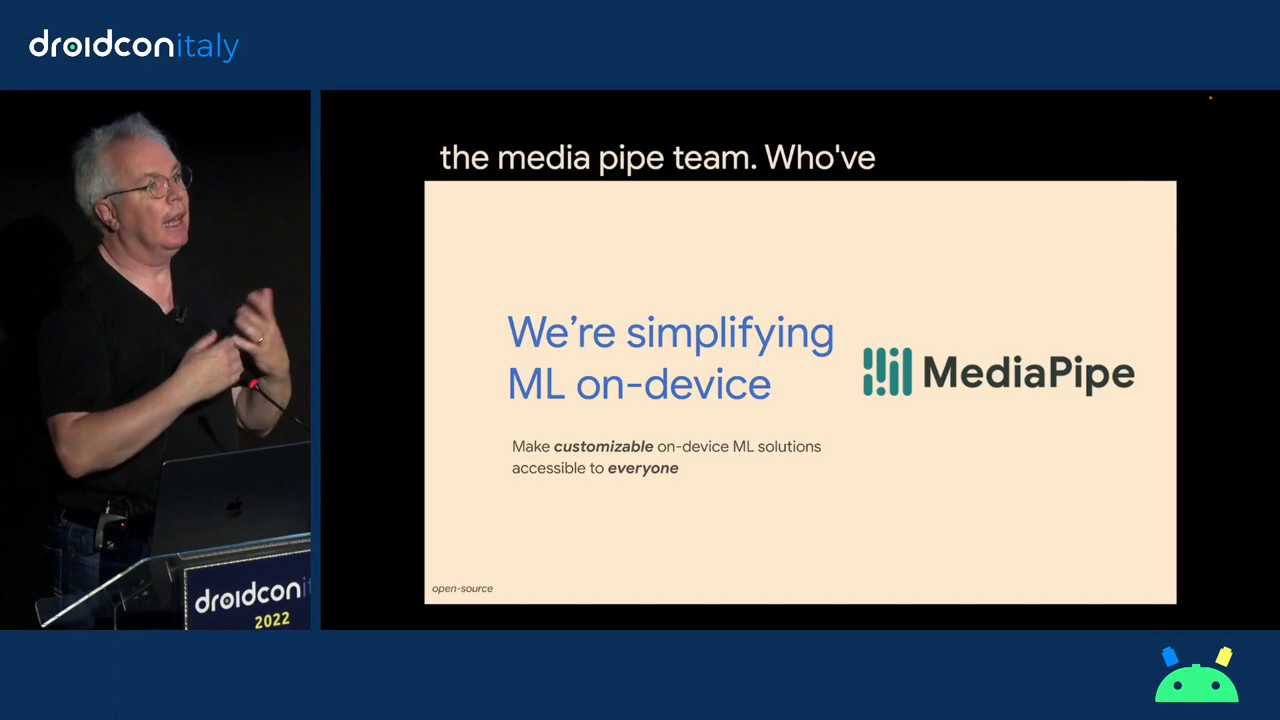 droidconitaly
the media pipe team. Who've
We're simplifying
ML on-device
MediaPipe
Make customizable on-device ML solutions
accessible to everyone
open-source
droidconi
2022